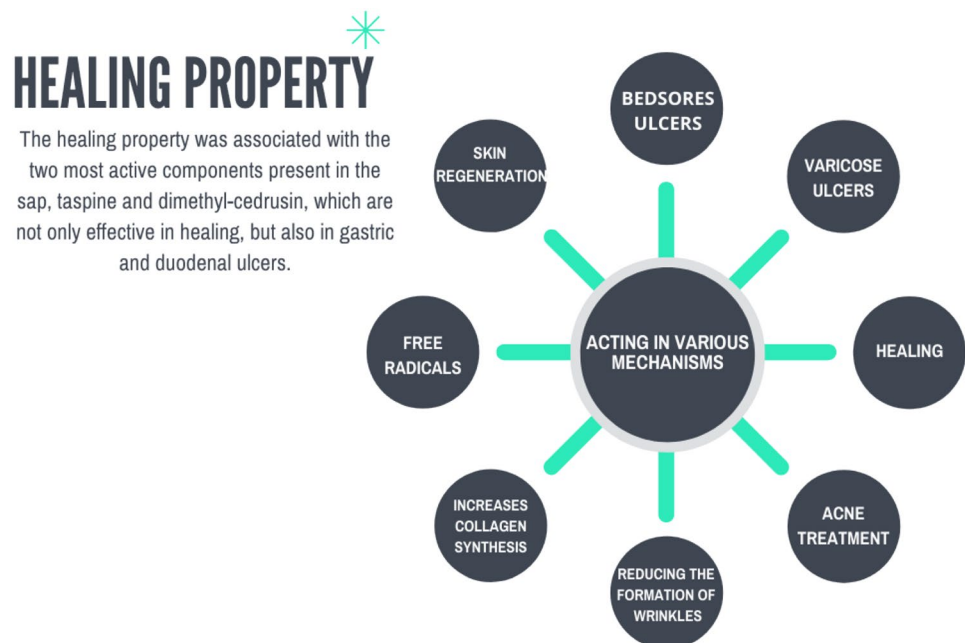 HEALING PROPERTY
The healing property was associated with the
two most active components present in the
sap, taspine and dimethyl-cedrusin, which are
not only effective in healing, but also in gastric
and duodenal ulcers.
BEDSORES
ULCERS
VARICOSE
ULCERS
HEALING
ACNE
TREATMENT
REDUCING THE
FORMATION OF
WRINKLES
INCREASES
COLLAGEN
SYNTHESIS
FREE
RADICALS
SKIN
REGENERATION
ACTING IN VARIOUS
MECHANISMS